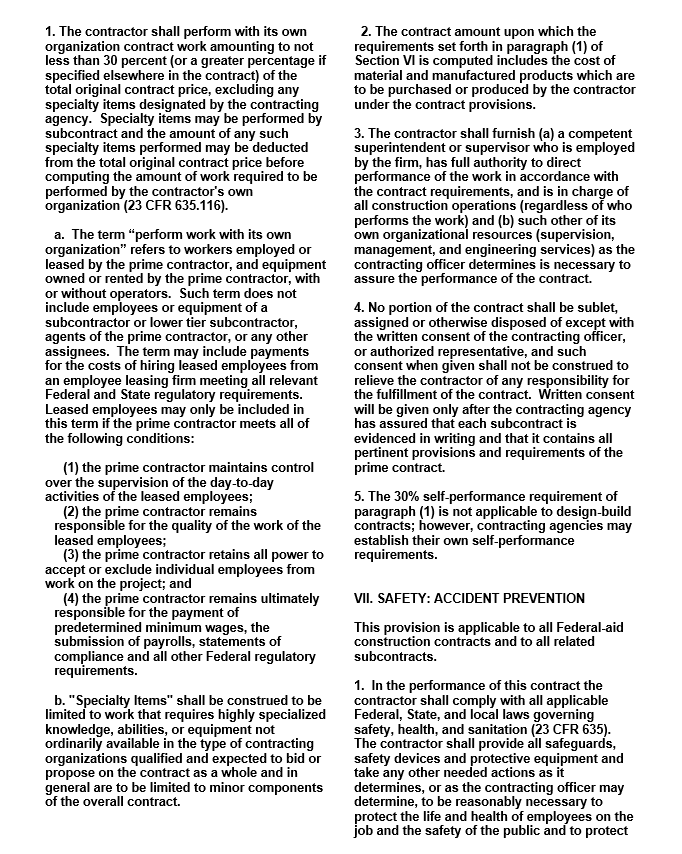 1. The contractor shall perform with its own
organization contract work amounting to not
less than 30 percent (or a greater percentage if
specified elsewhere in the contract) of the
total original contract price, excluding any
specialty items designated by the contracting
agency.  Specialty items may be performed by
subcontract and the amount of any such
specialty items performed may be deducted
from the total original contract price before
computing the amount of work required to be
performed by the contractor's own
organization (23 CFR 635.116).

a.  The term “perform work with its own
organization” refers to workers employed or
leased by the prime contractor, and equipment
owned or rented by the prime contractor, with
or without operators.  Such term does not
include employees or equipment of a
subcontractor or lower tier subcontractor,
agents of the prime contractor, or any other
assignees.  The term may include payments
for the costs of hiring leased employees from
an employee leasing firm meeting all relevant
Federal and State regulatory requirements.
Leased employees may only be included in
this term if the prime contractor meets all of
the following conditions:

(1) the prime contractor maintains control
over the supervision of the day-to-day
activities of the leased employees;
(2) the prime contractor remains
responsible for the quality of the work of the
leased employees;
(3) the prime contractor retains all power to
accept or exclude individual employees from
work on the project; and
(4) the prime contractor remains ultimately
responsible for the payment of
predetermined minimum wages, the
submission of payrolls, statements of
compliance and all other Federal regulatory
requirements.

b. "Specialty Items" shall be construed to be
limited to work that requires highly specialized
knowledge, abilities, or equipment not
ordinarily available in the type of contracting
organizations qualified and expected to bid or
propose on the contract as a whole and in
general are to be limited to minor components
of the overall contract.

2. The contract amount upon which the
requirements set forth in paragraph (1) of
Section VI is computed includes the cost of
material and manufactured products which are
to be purchased or produced by the contractor
under the contract provisions.

3. The contractor shall furnish (a) a competent
superintendent or supervisor who is employed
by the firm, has full authority to direct
performance of the work in accordance with
the contract requirements, and is in charge of
all construction operations (regardless of who
performs the work) and (b) such other of its
own organizational resources (supervision,
management, and engineering services) as the
contracting officer determines is necessary to
assure the performance of the contract.

4. No portion of the contract shall be sublet,
assigned or otherwise disposed of except with
the written consent of the contracting officer,
or authorized representative, and such
consent when given shall not be construed to
relieve the contractor of any responsibility for
the fulfillment of the contract.  Written consent
will be given only after the contracting agency
has assured that each subcontract is
evidenced in writing and that it contains all
pertinent provisions and requirements of the
prime contract.

5. The 30% self-performance requirement of
paragraph (1) is not applicable to design-build
contracts; however, contracting agencies may
establish their own self-performance
requirements.

VII. SAFETY: ACCIDENT PREVENTION

This provision is applicable to all Federal-aid
construction contracts and to all related
subcontracts.

1.  In the performance of this contract the
contractor shall comply with all applicable
Federal, State, and local laws governing
safety, health, and sanitation (23 CFR 635).
The contractor shall provide all safeguards,
safety devices and protective equipment and
take any other needed actions as it
determines, or as the contracting officer may
determine, to be reasonably necessary to
protect the life and health of employees on the
job and the safety of the public and to protect